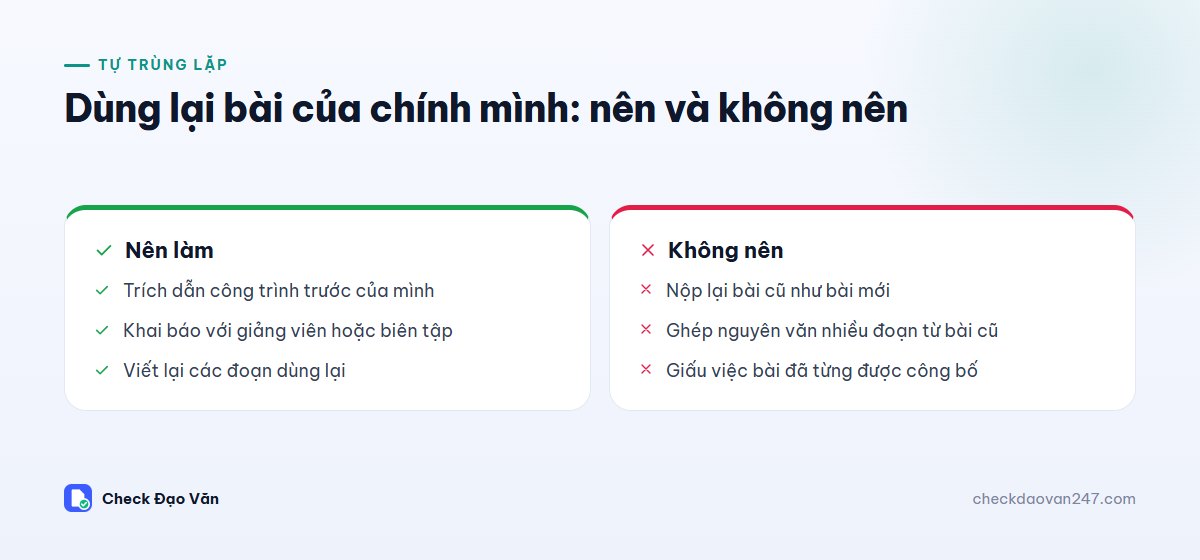 TỰ TRÙNG LẶP
Dùng lại bài của chính mình: nên và không nên
Nên làm
Trích dẫn công trình trước của mình
Khai báo với giảng viên hoặc biên tập
Viết lại các đoạn dùng lại
Không nên
Nộp lại bài cũ như bài mới
Ghép nguyên văn nhiều đoạn từ bài cũ
Giấu việc bài đã từng được công bố
Check Đạo Văn
checkdaovan247.com